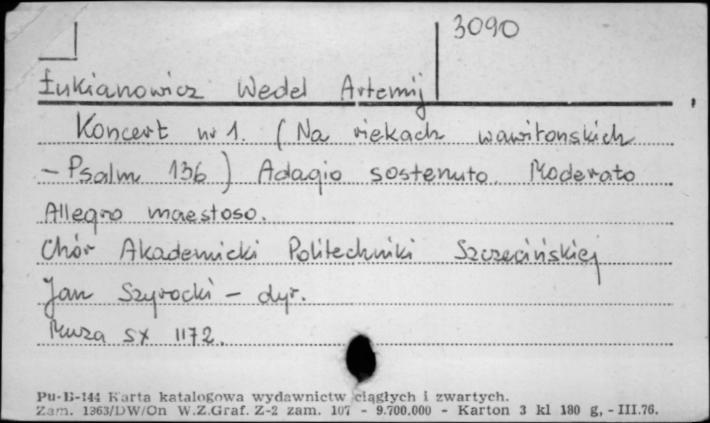 3090
Łukianowicz Wedel Artemij
Koncert nr 1. (Na riekach wawiłonskich
- Psalm 136) Adagio sostenuto. Moderato
Allegro maestoso.
Chór Akademicki Politechniki Szczecińskiej
Jan Szyrocki - dyr.
Muza SX 1172.
Pu-B-144 Karta katalogowa wydawnictw ciągłych i zwartych.
Zam. 1363/DW/On W.Z.Graf. Z-2 zam. 107 - 9.700.000 - Karton 3 kl 180 g, - III.76.